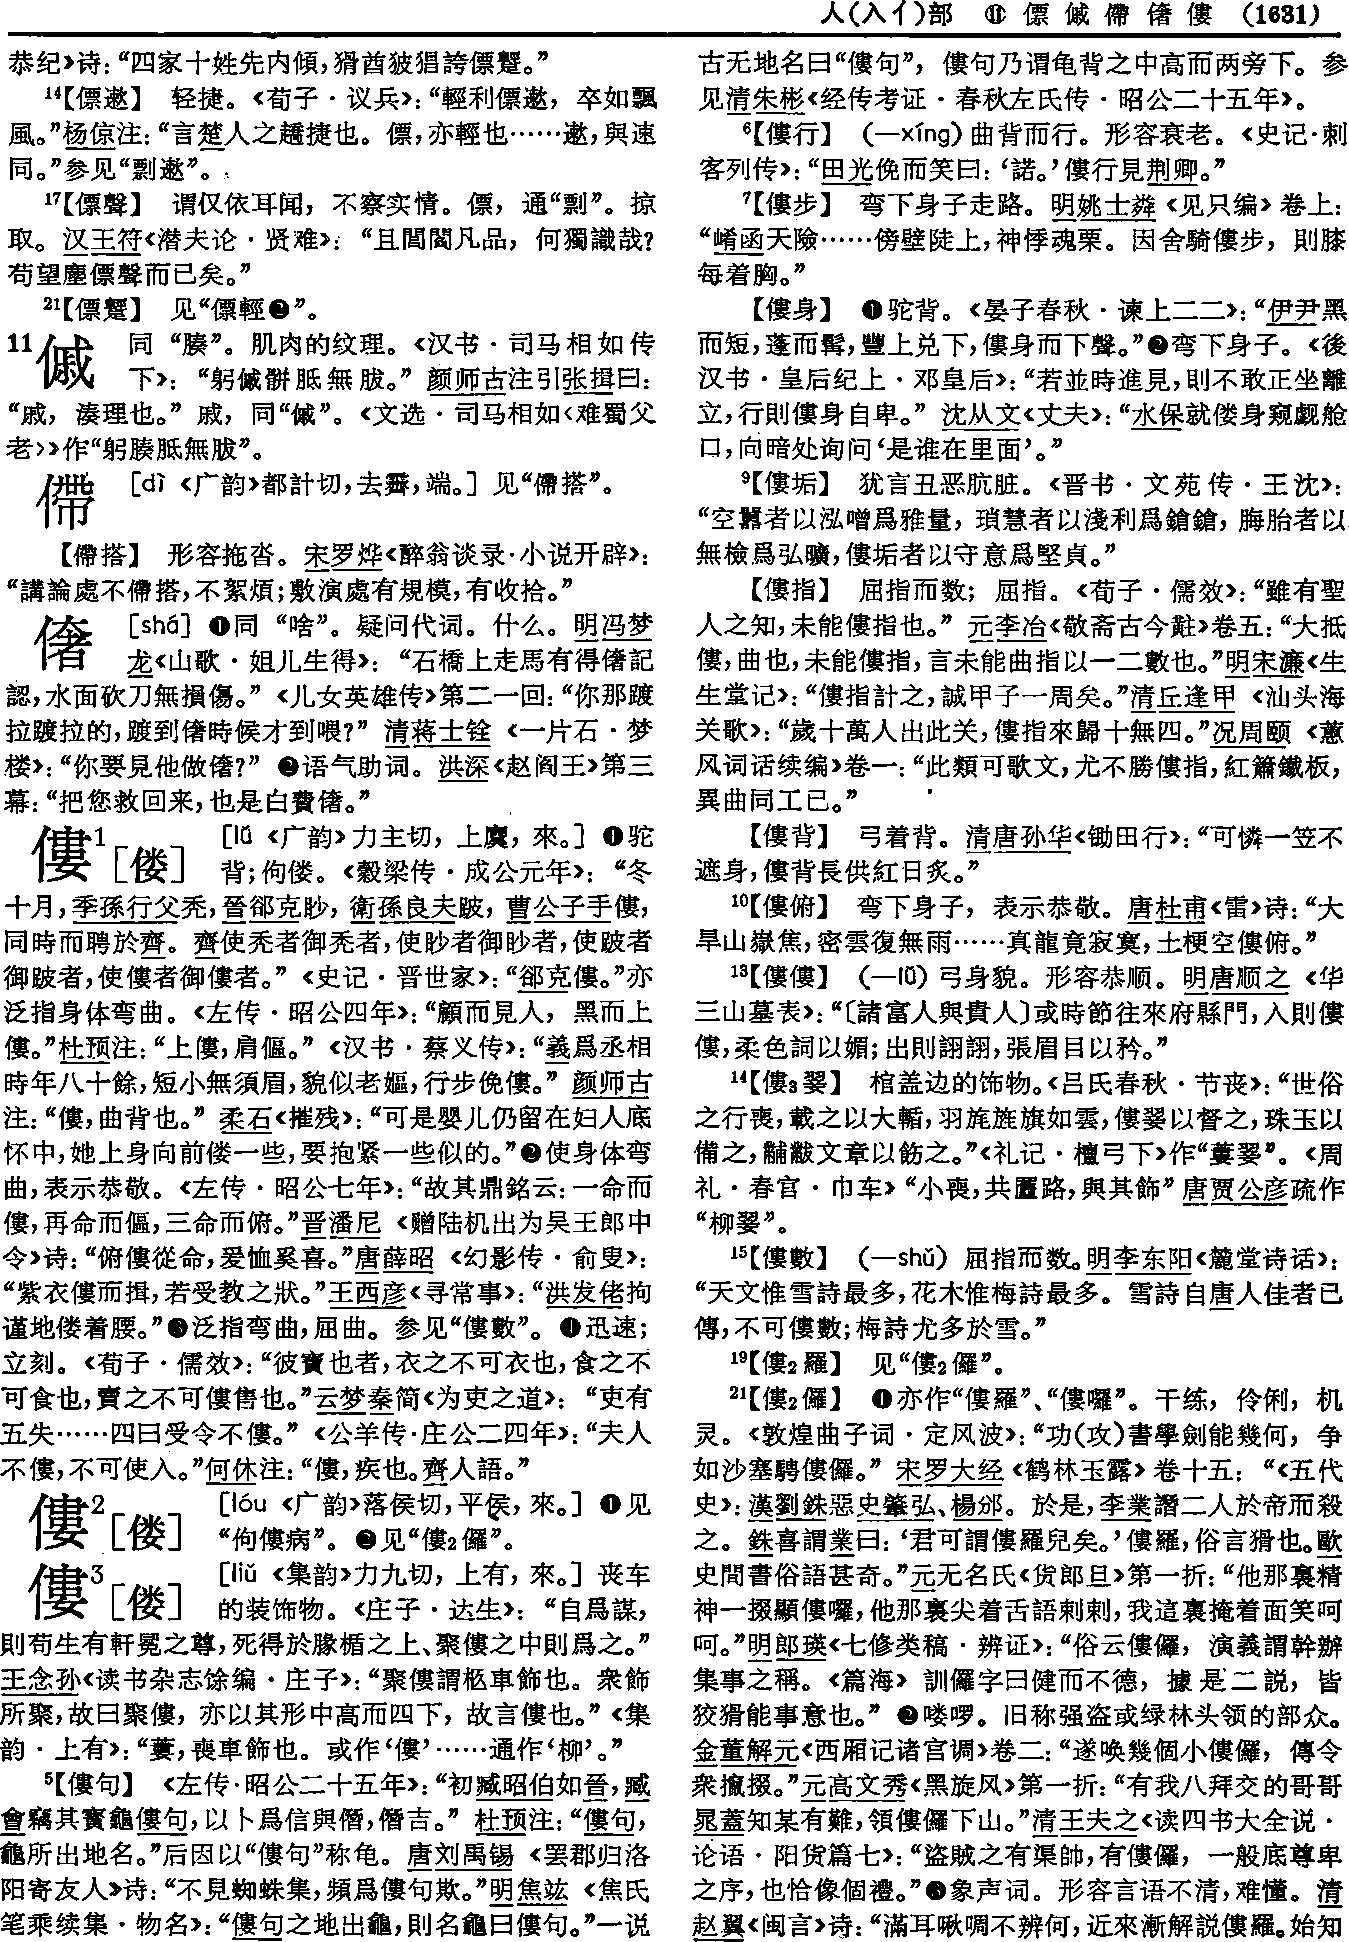 人(入亻)部 ⑪ 僄 傶 僀 偺 僂 (1631)
恭纪》诗：“四家十姓先内傾，猾酋狓猖誇僄蹵。”
14【僄遬】 轻捷。《荀子·议兵》：“輕利僄遬，卒如飄
風。”杨倞注：“言楚人之趫捷也。僄，亦輕也……遬，與速
同。”参见“剽遬”。
17【僄聲】 谓仅依耳闻，不察实情。僄，通“剽”。掠
取。汉王符《潜夫论·贤难》：“且閭閻凡品，何獨識哉？
苟望塵僄聲而已矣。”
21【僄蹵】 见“僄輕❷”。
11傶 同“腠”。肌肉的纹理。《汉书·司马相如传
下》：“躬傶骿胝無胈。”颜师古注引张揖曰：
“戚，湊理也。”戚，同“傶”。《文选·司马相如〈难蜀父
老〉》作“躬腠胝無胈”。
僀 [dì 《广韵》都計切，去霽，端。] 见“僀搭”。
【僀搭】 形容拖沓。宋罗烨《醉翁谈录·小说开辟》：
“講論處不僀搭，不絮煩；敷演處有規模，有收拾。”
偺 [shá] ❶同“啥”。疑问代词。什么。明冯梦
龙《山歌·姐儿生得》：“石橋上走馬有得偺記
認，水面砍刀無損傷。”《儿女英雄传》第二一回：“你那踱
拉踱拉的，踱到偺時候才到喂？”清蒋士铨《一片石·梦
楼》：“你要見他做偺？”❷语气助词。洪深《赵阎王》第三
幕：“把您救回来，也是白費偺。”
僂1[偻] [lǚ 《广韵》力主切，上麌，來。] ❶驼
背；佝偻。《穀梁传·成公元年》：“冬
十月，季孫行父禿，晉郤克眇，衛孫良夫跛，曹公子手僂，
同時而聘於齊。齊使禿者御禿者，使眇者御眇者，使跛者
御跛者，使僂者御僂者。”《史记·晋世家》：“郤克僂。”亦
泛指身体弯曲。《左传·昭公四年》：“顧而見人，黑而上
僂。”杜预注：“上僂，肩傴。”《汉书·蔡义传》：“義爲丞相
時年八十餘，短小無須眉，貌似老嫗，行步俛僂。”颜师古
注：“僂，曲背也。”柔石《摧残》：“可是婴儿仍留在妇人底
怀中，她上身向前偻一些，要抱紧一些似的。”❷使身体弯
曲，表示恭敬。《左传·昭公七年》：“故其鼎銘云：一命而
僂，再命而傴，三命而俯。”晋潘尼《赠陆机出为吴王郎中
令》诗：“俯僂從命，爰恤奚喜。”唐薛昭《幻影传·俞叟》：
“紫衣僂而揖，若受教之狀。”王西彦《寻常事》：“洪发佬拘
谨地偻着腰。”❸泛指弯曲，屈曲。参见“僂數”。❹迅速；
立刻。《荀子·儒效》：“彼寶也者，衣之不可衣也，食之不
可食也，賣之不可僂售也。”云梦秦简《为吏之道》：“吏有
五失……四曰受令不僂。”《公羊传·庄公二四年》：“夫人
不僂，不可使入。”何休注：“僂，疾也。齊人語。”
僂2[偻] [lóu 《广韵》落侯切，平侯，來。] ❶见
“佝僂病”。❷见“僂2儸”。
僂3[偻] [liǔ 《集韵》力九切，上有，來。] 丧车
的装饰物。《庄子·达生》：“自爲謀，
則苟生有軒冕之尊，死得於腞楯之上、聚僂之中則爲之。”
王念孙《读书杂志馀编·庄子》：“聚僂謂柩車飾也。衆飾
所聚，故曰聚僂，亦以其形中高而四下，故言僂也。”《集
韵·上有》：“蔞，喪車飾也。或作‘僂’……通作‘柳’。”
5【僂句】 《左传·昭公二十五年》：“初臧昭伯如晉，臧
會竊其寶龜僂句，以卜爲信與僭，僭吉。”杜预注：“僂句，
龜所出地名。”后因以“僂句”称龟。唐刘禹锡《罢郡归洛
阳寄友人》诗：“不見蜘蛛集，頻爲僂句欺。”明焦竑《焦氏
笔乘续集·物名》：“僂句之地出龜，則名龜曰僂句。”一说
古无地名曰“僂句”，僂句乃谓龟背之中高而两旁下。参
见清朱彬《经传考证·春秋左氏传·昭公二十五年》。
6【僂行】 (—xíng)曲背而行。形容衰老。《史记·刺
客列传》：“田光俛而笑曰：‘諾。’僂行見荆卿。”
7【僂步】 弯下身子走路。明姚士粦《见只编》卷上：
“崤函天險……傍壁陡上，神悸魂栗。因舍騎僂步，則膝
每着胸。”
【僂身】 ❶驼背。《晏子春秋·谏上二二》：“伊尹黑
而短，蓬而髯，豐上兑下，僂身而下聲。”❷弯下身子。《後
汉书·皇后纪上·邓皇后》：“若並時進見，則不敢正坐離
立，行則僂身自卑。”沈从文《丈夫》：“水保就偻身窥觑舱
口，向暗处询问‘是谁在里面’。”
9【僂垢】 犹言丑恶肮脏。《晋书·文苑传·王沈》：
“空囂者以泓噌爲雅量，瑣慧者以淺利爲鎗鎗，脢胎者以
無檢爲弘曠，僂垢者以守意爲堅貞。”
【僂指】 屈指而数；屈指。《荀子·儒效》：“雖有聖
人之知，未能僂指也。”元李冶《敬斋古今黈》卷五：“大抵
僂，曲也，未能僂指，言未能曲指以一二數也。”明宋濂《生
生堂记》：“僂指計之，誠甲子一周矣。”清丘逢甲《汕头海
关歌》：“歲十萬人出此关，僂指來歸十無四。”况周颐《蕙
风词话续编》卷一：“此類可歌文，尤不勝僂指，紅簫鐵板，
異曲同工已。”
【僂背】 弓着背。清唐孙华《锄田行》：“可憐一笠不
遮身，僂背長供紅日炙。”
10【僂俯】 弯下身子，表示恭敬。唐杜甫《雷》诗：“大
旱山嶽焦，密雲復無雨……真龍竟寂寞，土梗空僂俯。”
13【僂僂】 (—lǚ)弓身貌。形容恭顺。明唐顺之《华
三山墓表》：“〔諸富人與貴人〕或時節往來府縣門，入則僂
僂，柔色詞以媚；出則詡詡，張眉目以矜。”
14【僂3翣】 棺盖边的饰物。《吕氏春秋·节丧》：“世俗
之行喪，載之以大輴，羽旄旌旗如雲，僂翣以督之，珠玉以
備之，黼黻文章以飭之。”《礼记·檀弓下》作“蔞翣”。《周
礼·春官·巾车》“小喪，共匶路，與其飾”唐贾公彦疏作
“柳翣”。
15【僂數】 (—shǔ)屈指而数。明李东阳《麓堂诗话》：
“天文惟雪詩最多，花木惟梅詩最多。雪詩自唐人佳者已
傳，不可僂數；梅詩尤多於雪。”
19【僂2羅】 见“僂2儸”。
21【僂2儸】 ❶亦作“僂羅”、“僂囉”。干练，伶俐，机
灵。《敦煌曲子词·定风波》：“功(攻)書學劍能幾何，争
如沙塞騁僂儸。”宋罗大经《鹤林玉露》卷十五：“《五代
史》：漢劉銖惡史肇弘、楊邠。於是，李業譖二人於帝而殺
之。銖喜謂業曰：‘君可謂僂羅兒矣。’僂羅，俗言猾也。歐
史間書俗語甚奇。”元无名氏《货郎旦》第一折：“他那裏精
神一掇顯僂囉，他那裏尖着舌語剌剌，我這裏掩着面笑呵
呵。”明郎瑛《七修类稿·辨证》：“俗云僂儸，演義謂幹辦
集事之稱。《篇海》訓儸字曰健而不德，據是二説，皆
狡猾能事意也。”❷喽啰。旧称强盗或绿林头领的部众。
金董解元《西厢记诸宫调》卷二：“遂唤幾個小僂儸，傳令
衆攛掇。”元高文秀《黑旋风》第一折：“有我八拜交的哥哥
晁蓋知某有難，領僂儸下山。”清王夫之《读四书大全说·
论语·阳货篇七》：“盜賊之有渠帥，有僂儸，一般底尊卑
之序，也恰像個禮。”❸象声词。形容言语不清，难懂。清
赵翼《闽言》诗：“滿耳啾啁不辨何，近來漸解説僂羅。始知